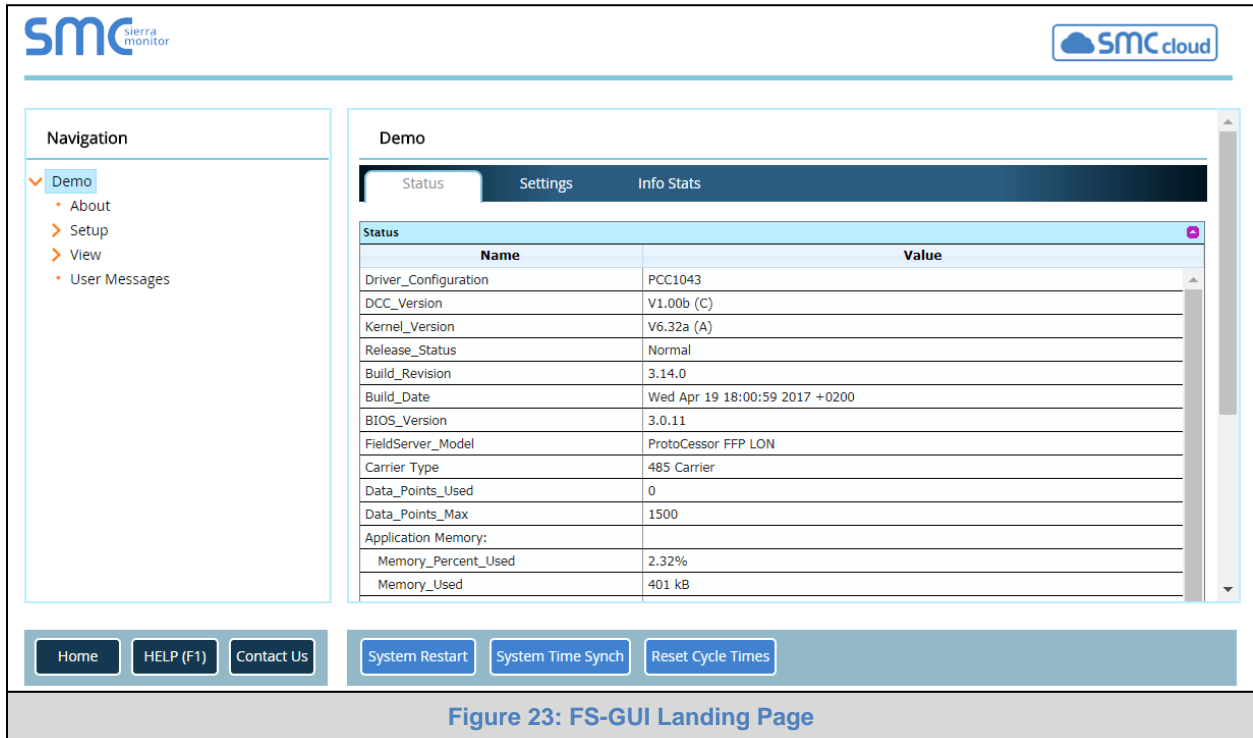 SMC sierra monitor
SMC cloud
Navigation
Demo
About
Setup
View
User Messages
Demo
Status Settings Info Stats
Status
Name Value
Driver_Configuration PCC1043
DCC_Version V1.00b (C)
Kernel_Version V6.32a (A)
Release_Status Normal
Build_Revision 3.14.0
Build_Date Wed Apr 19 18:00:59 2017 +0200
BIOS_Version 3.0.11
FieldServer_Model ProtoCessor FFP LON
Carrier Type 485 Carrier
Data_Points_Used 0
Data_Points_Max 1500
Application Memory:
Memory_Percent_Used 2.32%
Memory_Used 401 kB
Home HELP (F1) Contact Us
System Restart System Time Synch Reset Cycle Times
Figure 23: FS-GUI Landing Page